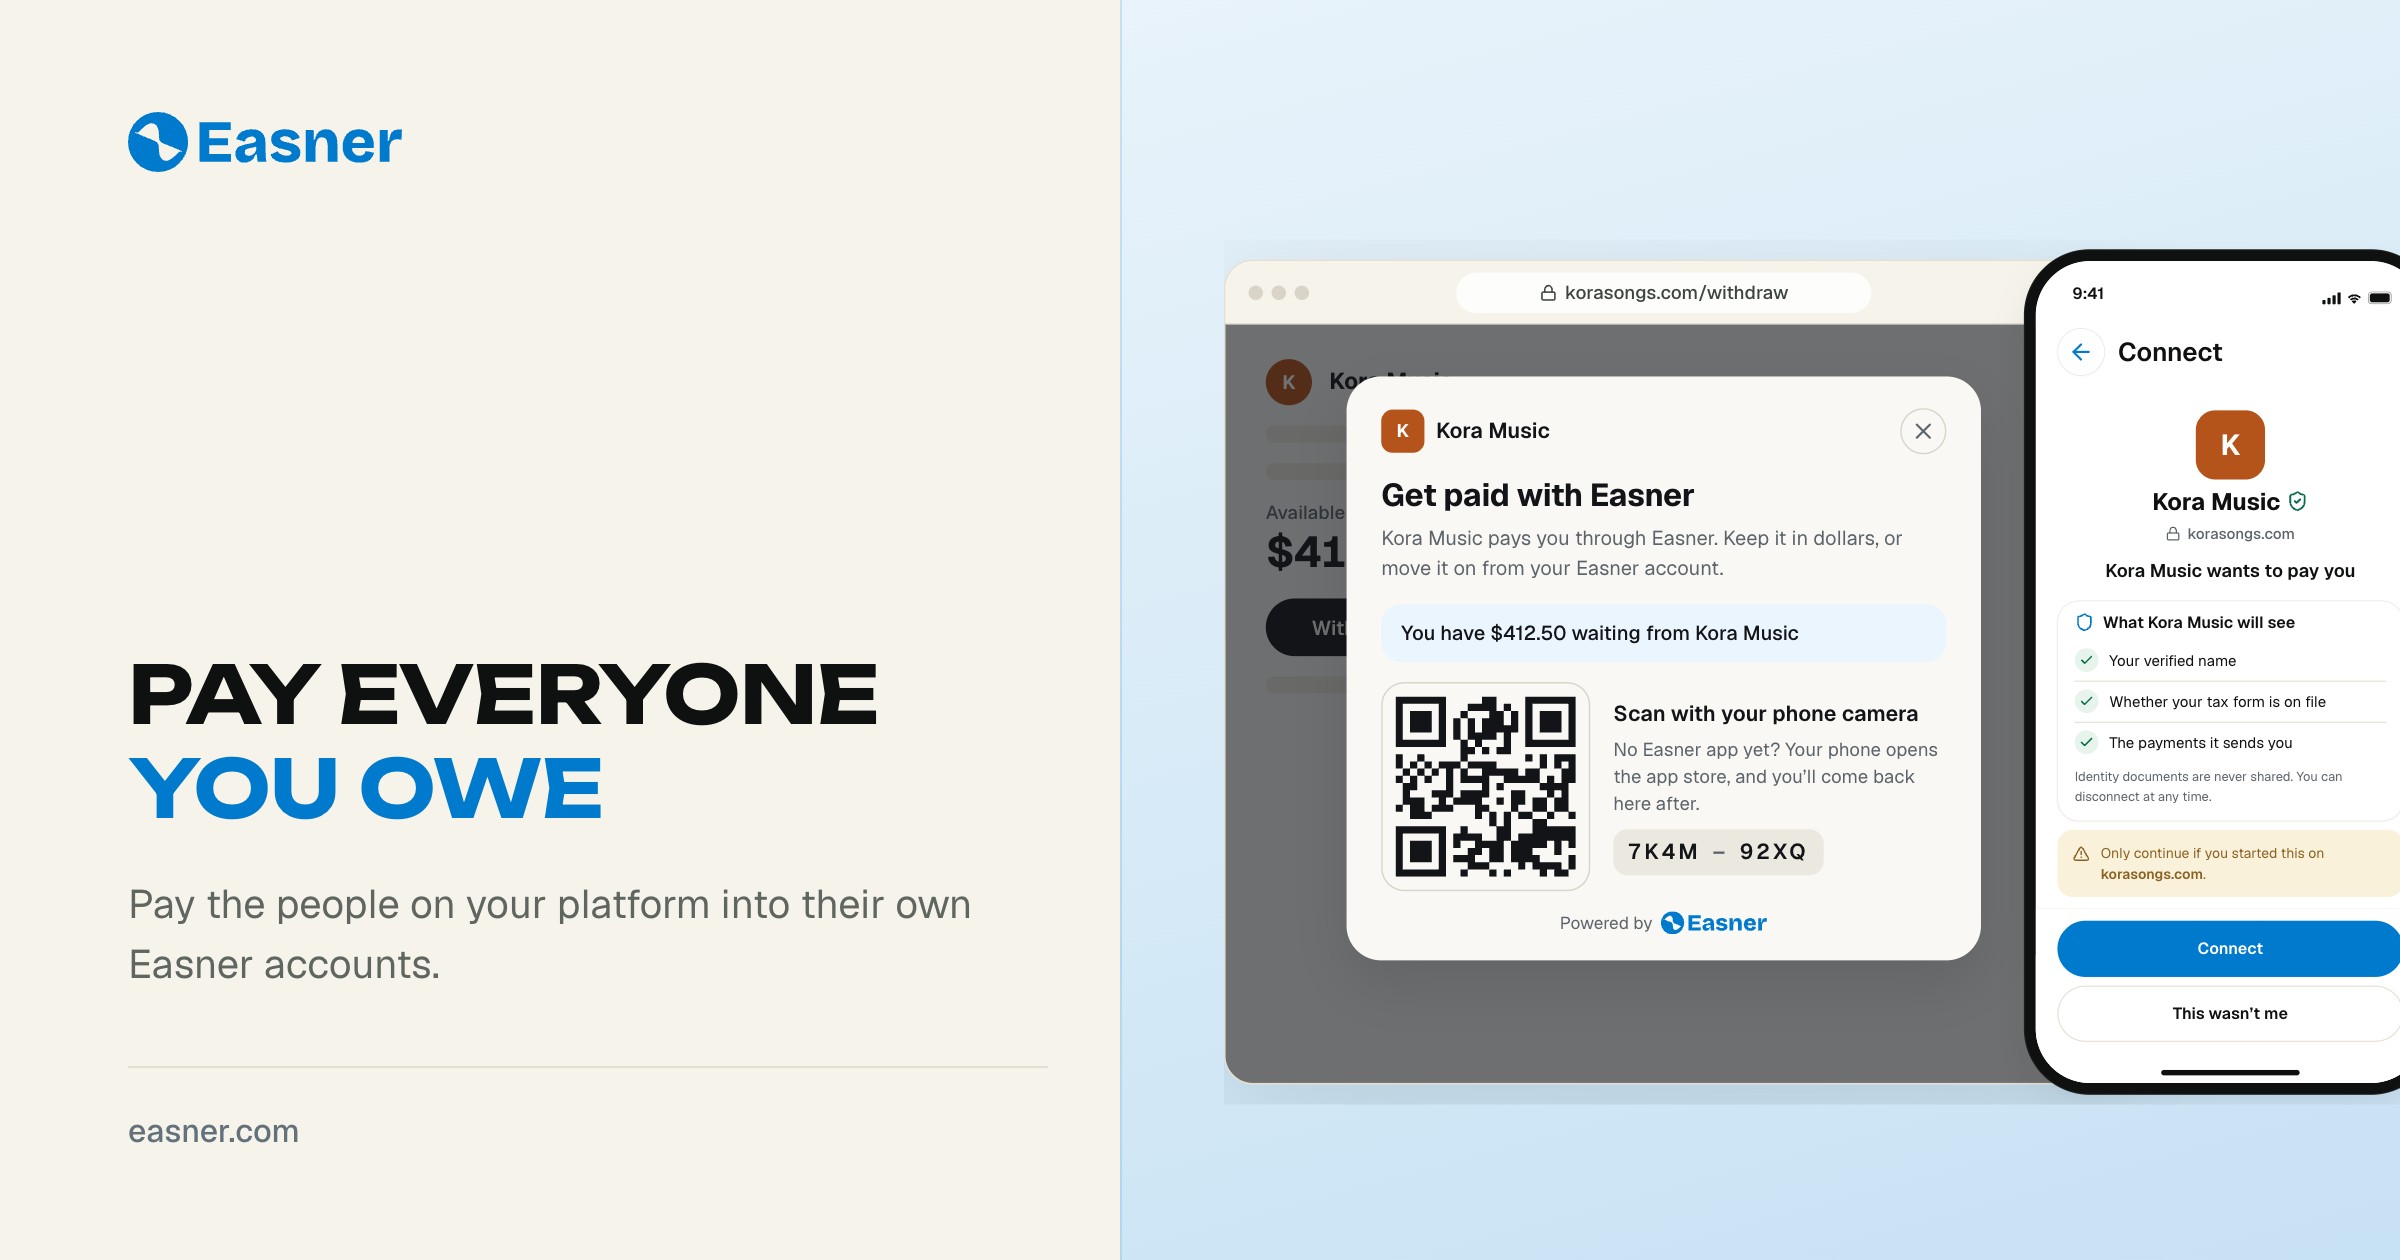 Easner
PAY EVERYONE
YOU OWE
Pay the people on your platform into their own
Easner accounts.
easner.com
korasongs.com/withdraw
K
Available
$41
K
Kora Music
Get paid with Easner
Kora Music pays you through Easner. Keep it in dollars, or
move it on from your Easner account.
You have $412.50 waiting from Kora Music
Scan with your phone camera
No Easner app yet? Your phone opens
the app store, and you’ll come back
here after.
7K4M – 92XQ
Powered by Easner
9:41
Connect
K
Kora Music
korasongs.com
Kora Music wants to pay you
What Kora Music will see
Your verified name
Whether your tax form is on file
The payments it sends you
Identity documents are never shared. You can
disconnect at any time.
Only continue if you started this on
korasongs.com.
Connect
This wasn’t me